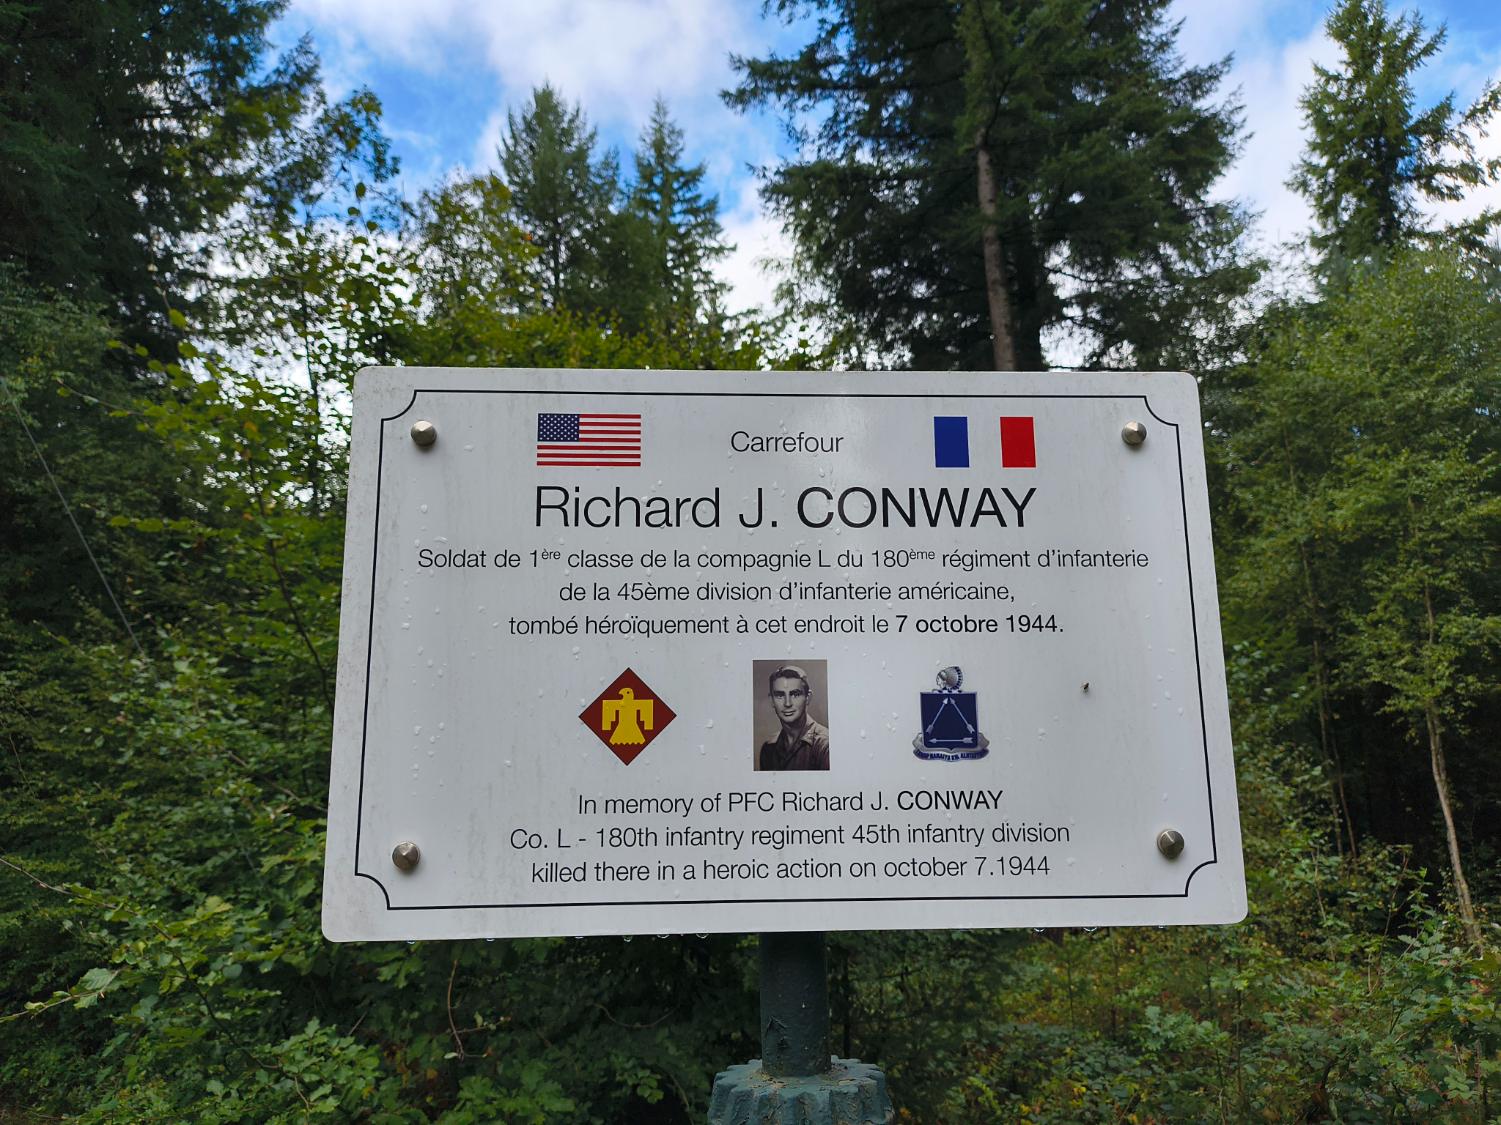 Carrefour
Richard J. CONWAY
Soldat de 1ère classe de la compagnie L du 180ème régiment d'infanterie
de la 45ème division d'infanterie américaine,
tombé héroïquement à cet endroit le 7 octobre 1944.
In memory of PFC Richard J. CONWAY
Co. L - 180th infantry regiment 45th infantry division
killed there in a heroic action on october 7.1944